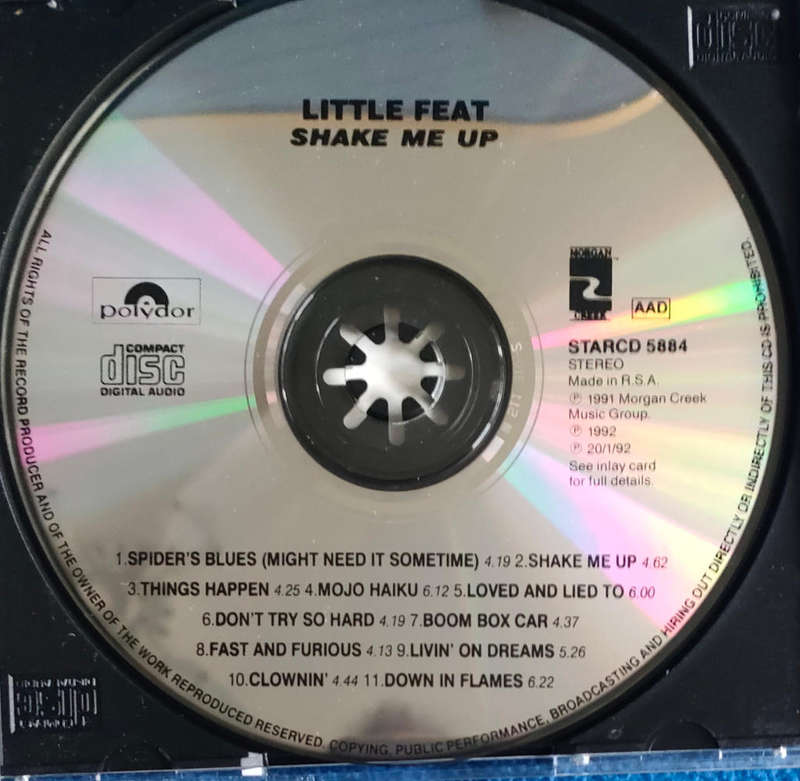 disc
DIGITAL AUDIO
LITTLE FEAT
SHAKE ME UP
polydor
COMPACT
disc
DIGITAL AUDIO
MORGAN
CREEK
TM
AAD
STARCD 5884
STEREO
Made in R.S.A.
℗ 1991 Morgan Creek
Music Group.
℗ 1992
℗ 20/1/92
See inlay card
for full details.
1.SPIDER'S BLUES (MIGHT NEED IT SOMETIME) 4.19 2.SHAKE ME UP 4.62
3.THINGS HAPPEN 4.25 4.MOJO HAIKU 6.12 5.LOVED AND LIED TO 6.00
6.DON'T TRY SO HARD 4.19 7.BOOM BOX CAR 4.37
8.FAST AND FURIOUS 4.13 9.LIVIN' ON DREAMS 5.26
10.CLOWNIN' 4.44 11.DOWN IN FLAMES 6.22
ALL RIGHTS OF THE RECORD PRODUCER AND OF THE OWNER OF THE WORK REPRODUCED RESERVED. COPYING, PUBLIC PERFORMANCE, BROADCASTING AND HIRING OUT DIRECTLY OR INDIRECTLY OF THIS CD IS PROHIBITED.
disc